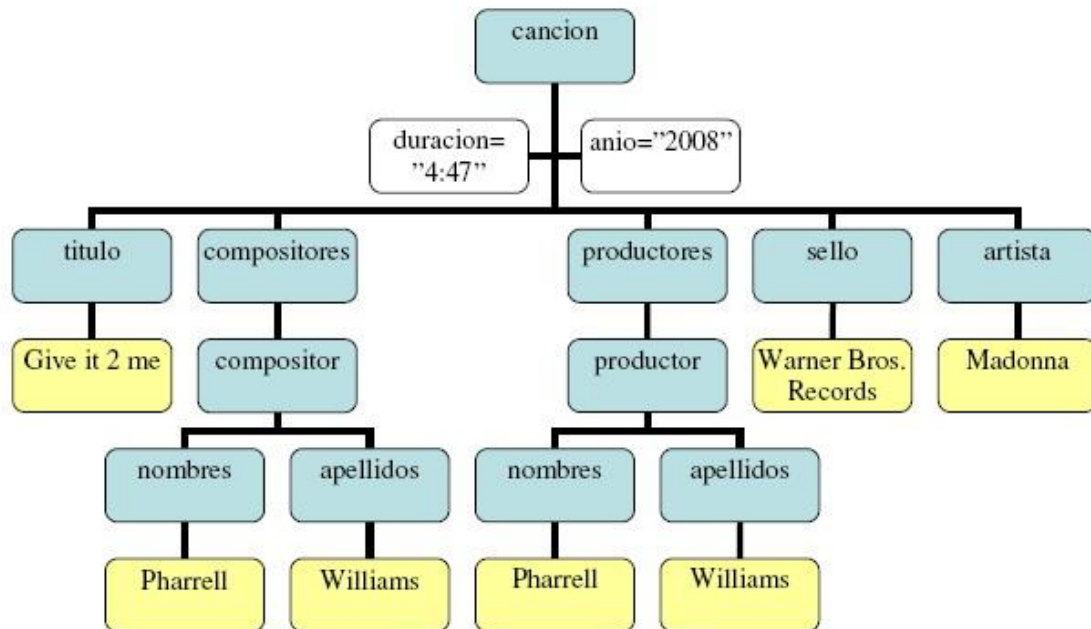 cancion
duracion=
"4:47"
anio="2008"
titulo
compositores
productores
sello
artista
Give it 2 me
compositor
productor
Warner Bros.
Records
Madonna
nombres
apellidos
nombres
apellidos
Pharrell
Williams
Pharrell
Williams